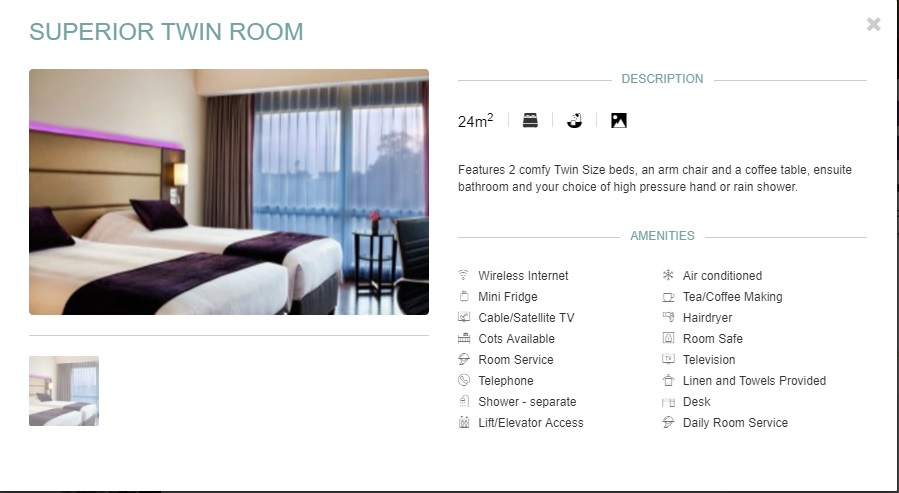 SUPERIOR TWIN ROOM
DESCRIPTION
24m²
Features 2 comfy Twin Size beds, an arm chair and a coffee table, ensuite
bathroom and your choice of high pressure hand or rain shower.
AMENITIES
Wireless Internet
Air conditioned
Mini Fridge
Tea/Coffee Making
Cable/Satellite TV
Hairdryer
Cots Available
Room Safe
Room Service
Television
Telephone
Linen and Towels Provided
Shower - separate
Desk
Lift/Elevator Access
Daily Room Service